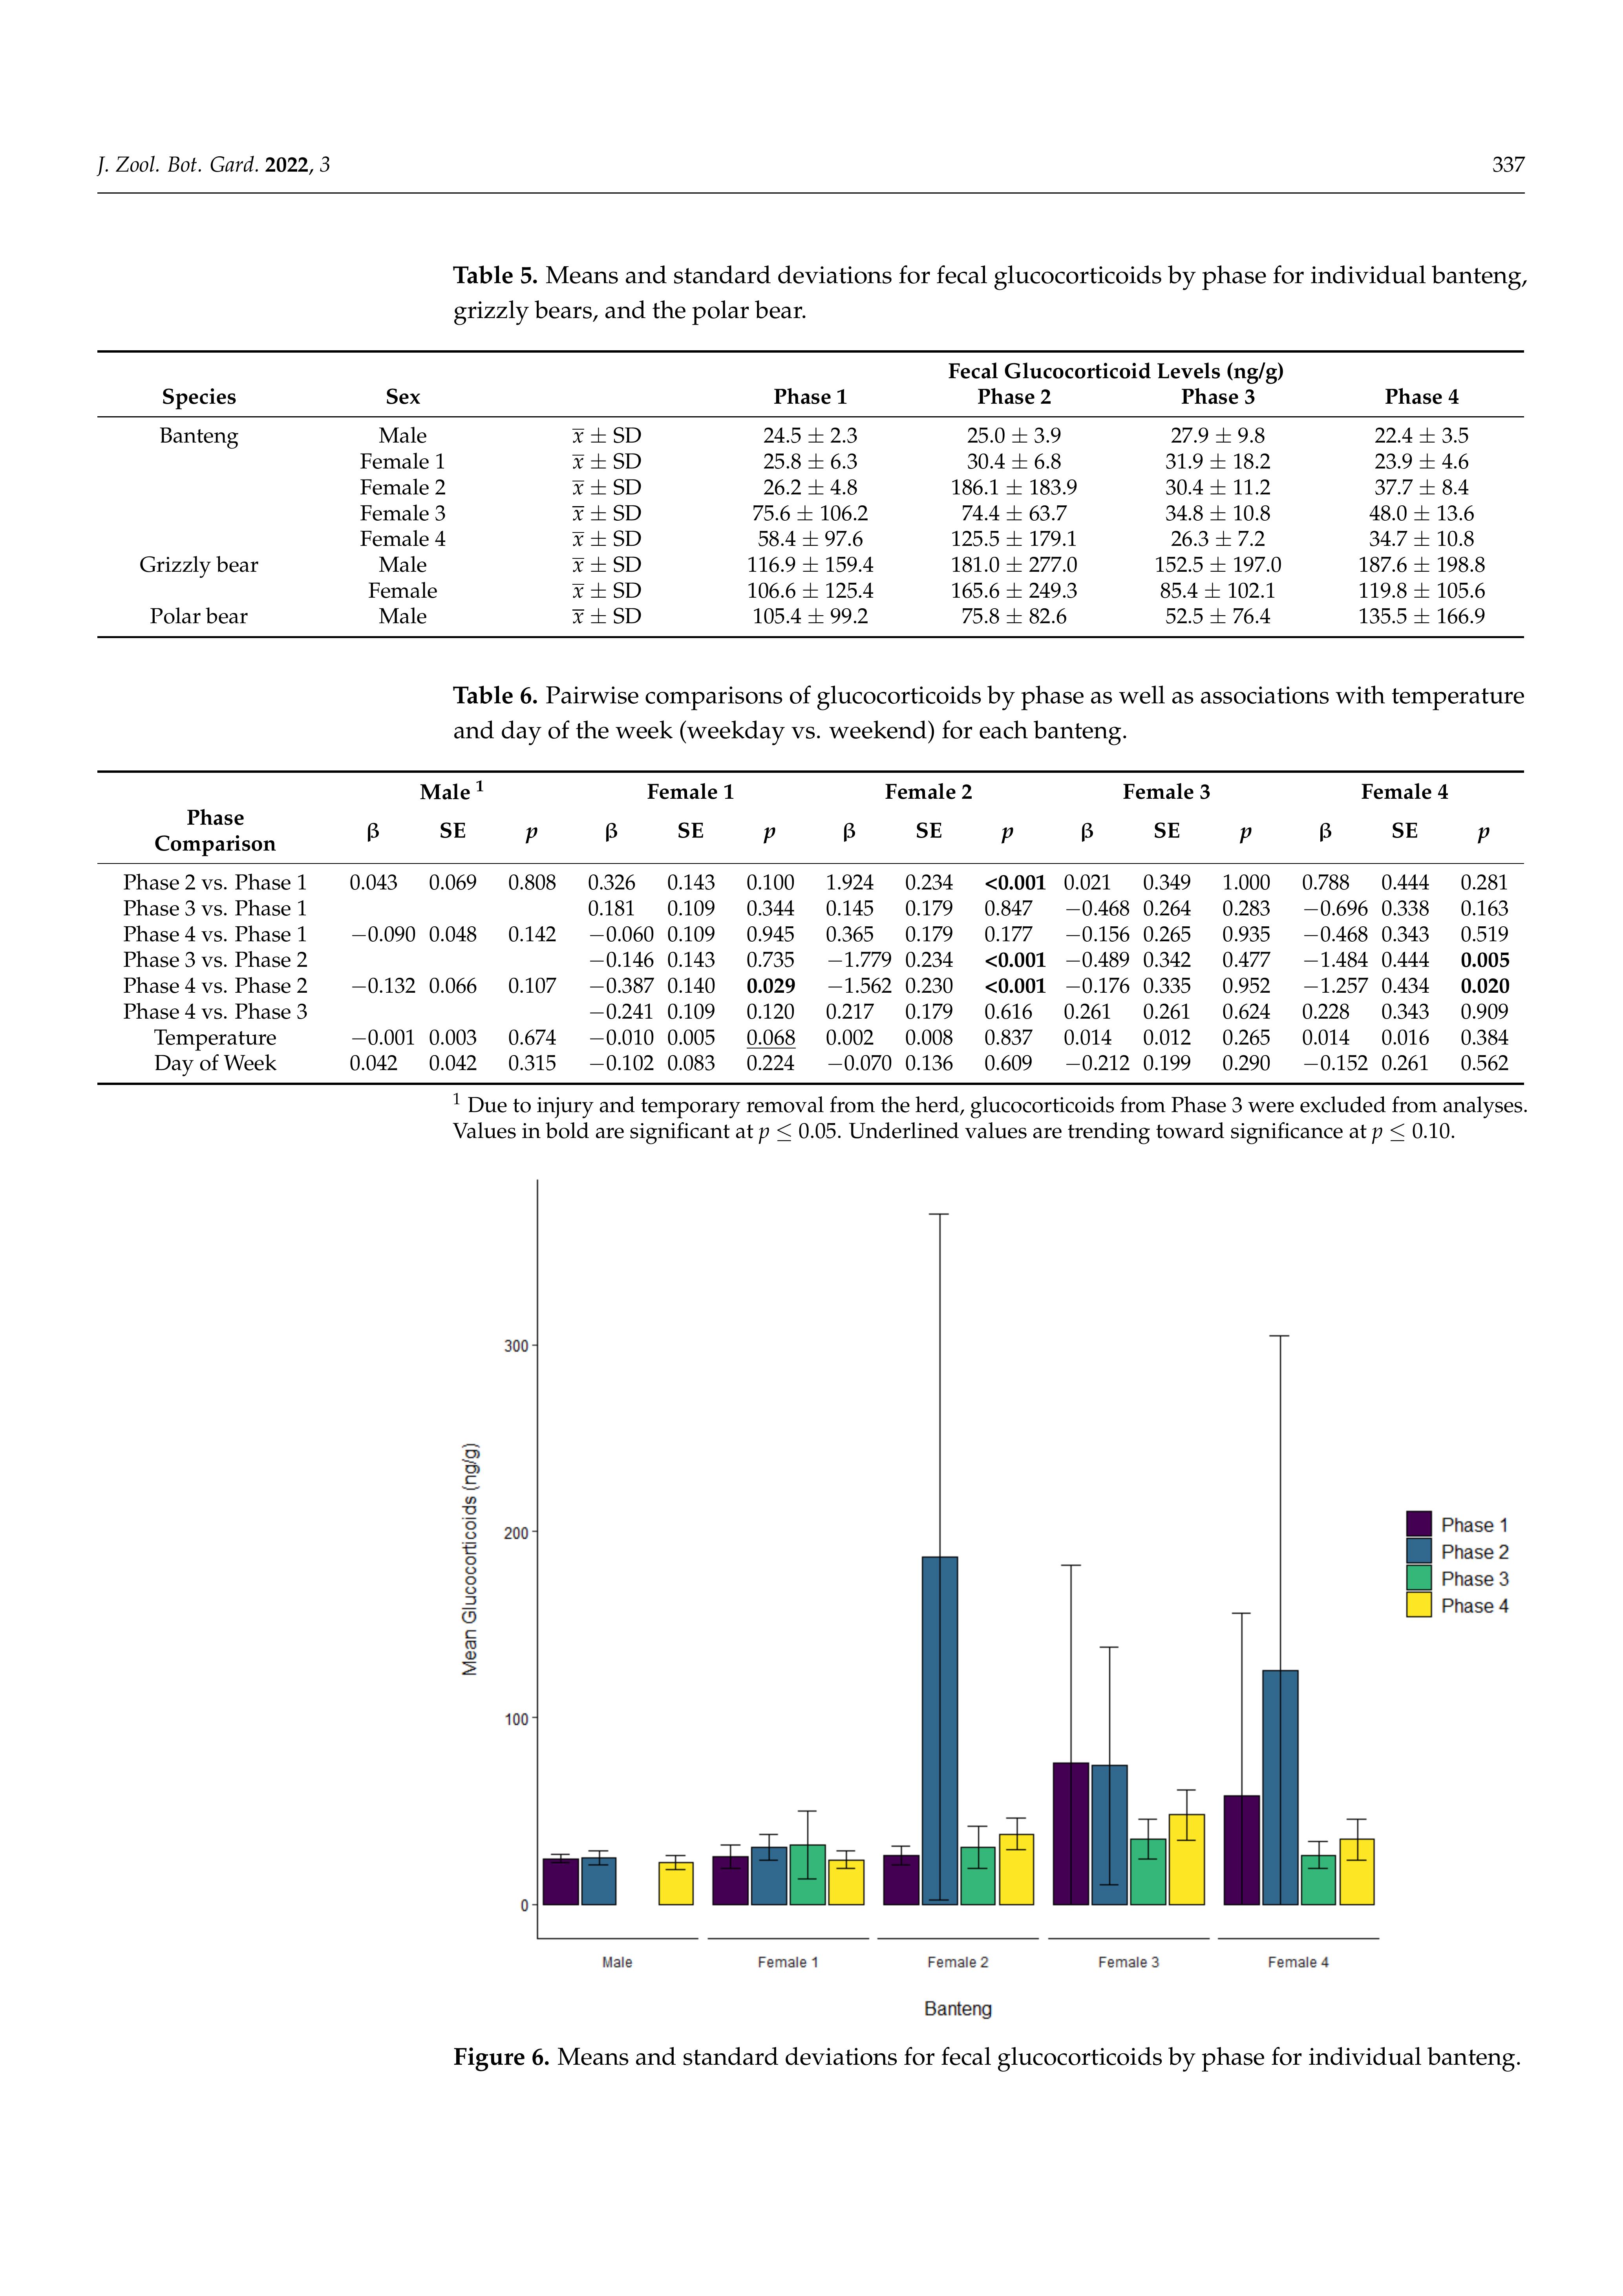 J. Zool. Bot. Gard. 2022, 3 337
Table 5. Means and standard deviations for fecal glucocorticoids by phase for individual banteng,
grizzly bears, and the polar bear.
Fecal Glucocorticoid Levels (ng/g)
Species Sex Phase 1 Phase 2 Phase 3 Phase 4
Banteng Male x̅ ± SD 24.5 ± 2.3 25.0 ± 3.9 27.9 ± 9.8 22.4 ± 3.5
Female 1 x̅ ± SD 25.8 ± 6.3 30.4 ± 6.8 31.9 ± 18.2 23.9 ± 4.6
Female 2 x̅ ± SD 26.2 ± 4.8 186.1 ± 183.9 30.4 ± 11.2 37.7 ± 8.4
Female 3 x̅ ± SD 75.6 ± 106.2 74.4 ± 63.7 34.8 ± 10.8 48.0 ± 13.6
Female 4 x̅ ± SD 58.4 ± 97.6 125.5 ± 179.1 26.3 ± 7.2 34.7 ± 10.8
Grizzly bear Male x̅ ± SD 116.9 ± 159.4 181.0 ± 277.0 152.5 ± 197.0 187.6 ± 198.8
Female x̅ ± SD 106.6 ± 125.4 165.6 ± 249.3 85.4 ± 102.1 119.8 ± 105.6
Polar bear Male x̅ ± SD 105.4 ± 99.2 75.8 ± 82.6 52.5 ± 76.4 135.5 ± 166.9
Table 6. Pairwise comparisons of glucocorticoids by phase as well as associations with temperature
and day of the week (weekday vs. weekend) for each banteng.
Male 1 Female 1 Female 2 Female 3 Female 4
Phase
Comparison
β SE p β SE p β SE p β SE p β SE p
Phase 2 vs. Phase 1 0.043 0.069 0.808 0.326 0.143 0.100 1.924 0.234 <0.001 0.021 0.349 1.000 0.788 0.444 0.281
Phase 3 vs. Phase 1 0.181 0.109 0.344 0.145 0.179 0.847 −0.468 0.264 0.283 −0.696 0.338 0.163
Phase 4 vs. Phase 1 −0.090 0.048 0.142 −0.060 0.109 0.945 0.365 0.179 0.177 −0.156 0.265 0.935 −0.468 0.343 0.519
Phase 3 vs. Phase 2 −0.146 0.143 0.735 −1.779 0.234 <0.001 −0.489 0.342 0.477 −1.484 0.444 0.005
Phase 4 vs. Phase 2 −0.132 0.066 0.107 −0.387 0.140 0.029 −1.562 0.230 <0.001 −0.176 0.335 0.952 −1.257 0.434 0.020
Phase 4 vs. Phase 3 −0.241 0.109 0.120 0.217 0.179 0.616 0.261 0.261 0.624 0.228 0.343 0.909
Temperature −0.001 0.003 0.674 −0.010 0.005 0.068 0.002 0.008 0.837 0.014 0.012 0.265 0.014 0.016 0.384
Day of Week 0.042 0.042 0.315 −0.102 0.083 0.224 −0.070 0.136 0.609 −0.212 0.199 0.290 −0.152 0.261 0.562
1 Due to injury and temporary removal from the herd, glucocorticoids from Phase 3 were excluded from analyses.
Values in bold are significant at p ≤ 0.05. Underlined values are trending toward significance at p ≤ 0.10.
Mean Glucocorticoids (ng/g)
300
200
100
0
Phase 1
Phase 2
Phase 3
Phase 4
Male Female 1 Female 2 Female 3 Female 4
Banteng
Figure 6. Means and standard deviations for fecal glucocorticoids by phase for individual banteng.